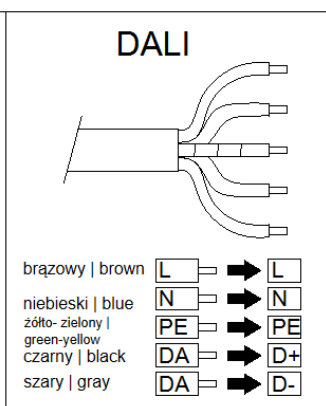 DALI
brązowy | brown L L
niebieski | blue N N
żółto- zielony |
green-yellow PE PE
czarny | black DA D+
szary | gray DA D-